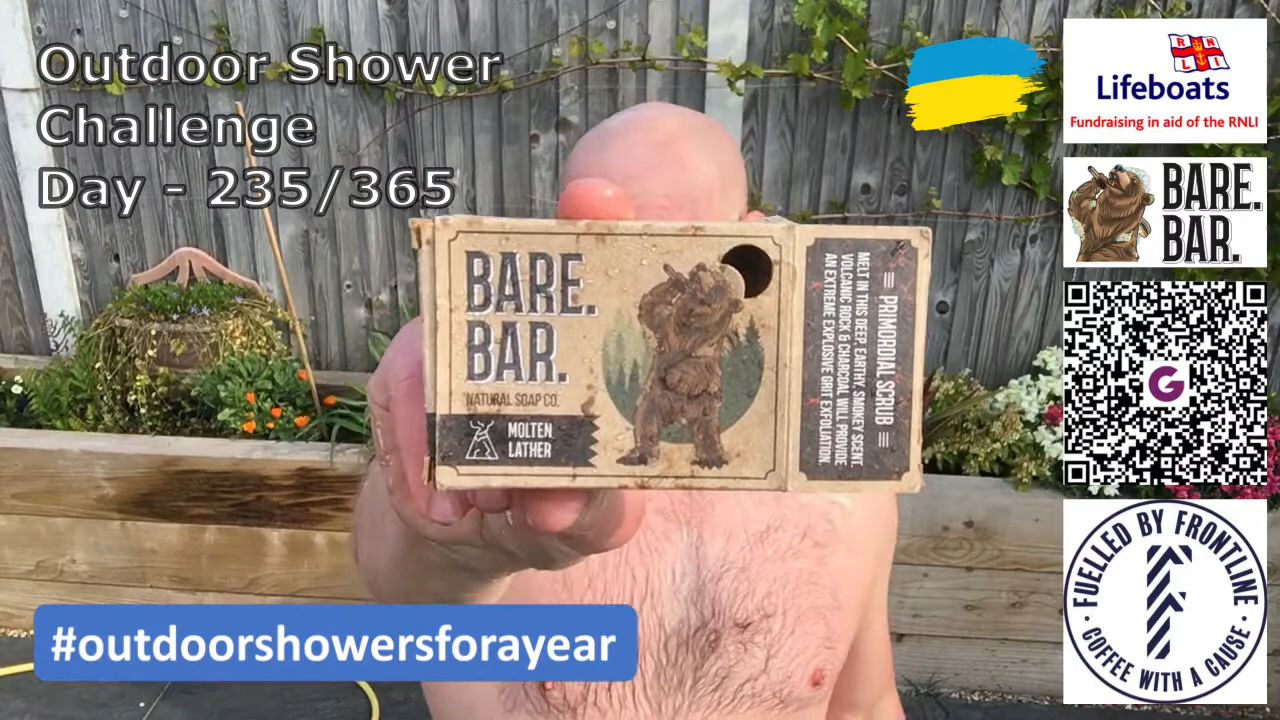 Outdoor Shower
Challenge
Day - 235/365
RNLI
Lifeboats
Fundraising in aid of the RNLI
BARE.
BAR.
BARE.
BAR.
NATURAL SOAP CO.
MOLTEN
LATHER
PRIMORDIAL SCRUB
MELT IN THIS DEEP, EARTHY, SMOKEY SCENT.
VOLCANIC ROCK & CHARCOAL WILL PROVIDE
AN EXTREME EXPLOSIVE GRIT EXFOLIATION.
G
FUELLED BY FRONTLINE
COFFEE WITH A CAUSE
#outdoorshowersforayear